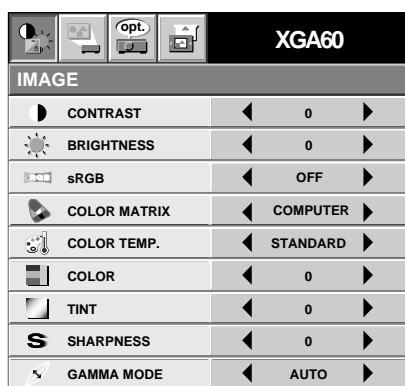 opt.
XGA60
IMAGE
CONTRAST 0
BRIGHTNESS 0
sRGB OFF
COLOR MATRIX COMPUTER
COLOR TEMP. STANDARD
COLOR 0
TINT 0
S SHARPNESS 0
GAMMA MODE AUTO